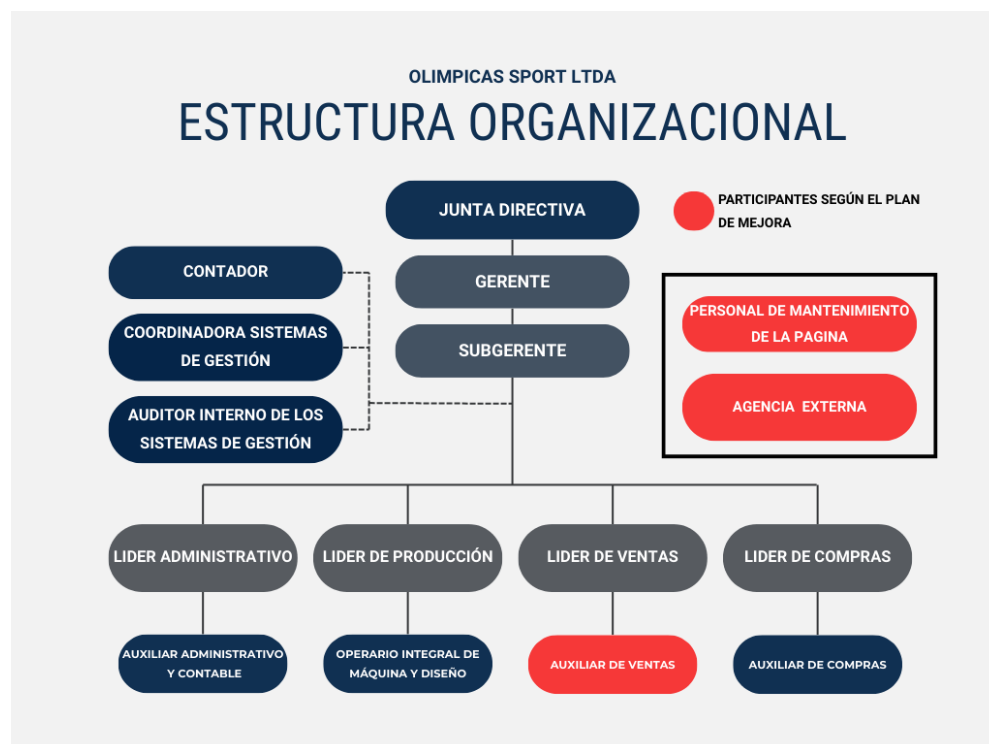 OLIMPICAS SPORT LTDA
ESTRUCTURA ORGANIZACIONAL
JUNTA DIRECTIVA
PARTICIPANTES SEGÚN EL PLAN
DE MEJORA
CONTADOR
GERENTE
COORDINADORA SISTEMAS
DE GESTIÓN
SUBGERENTE
PERSONAL DE MANTENIMIENTO
DE LA PAGINA
AUDITOR INTERNO DE LOS
SISTEMAS DE GESTIÓN
AGENCIA EXTERNA
LIDER ADMINISTRATIVO
LIDER DE PRODUCCIÓN
LIDER DE VENTAS
LIDER DE COMPRAS
AUXILIAR ADMINISTRATIVO
Y CONTABLE
OPERARIO INTEGRAL DE
MÁQUINA Y DISEÑO
AUXILIAR DE VENTAS
AUXILIAR DE COMPRAS